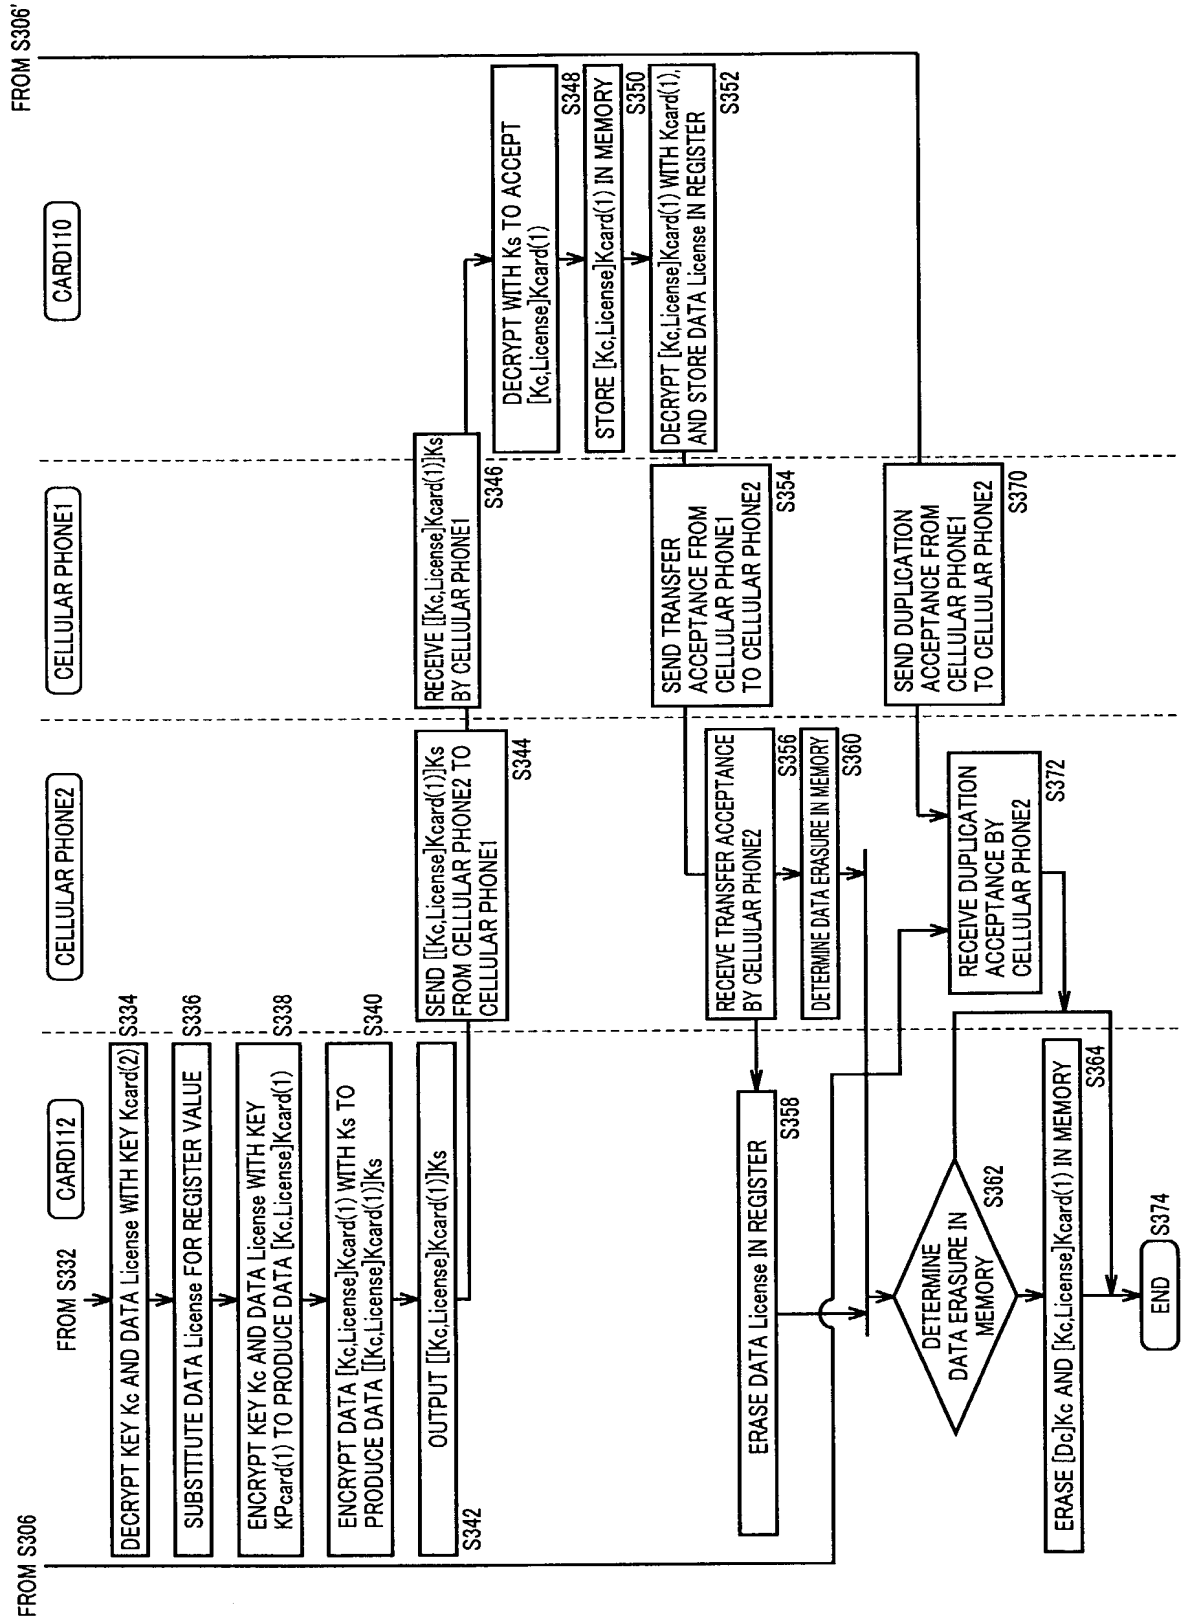 FROM S306
FROM S306'
CARD112
CELLULAR PHONE2
CELLULAR PHONE1
CARD110
FROM S332
DECRYPT KEY Kc AND DATA License WITH KEY Kcard(2)
S334
SUBSTITUTE DATA License FOR REGISTER VALUE
S336
ENCRYPT KEY Kc AND DATA License WITH KEY
KPcard(1) TO PRODUCE DATA [Kc,License]Kcard(1)
S338
ENCRYPT DATA [Kc,License]Kcard(1) WITH Ks TO
PRODUCE DATA [[Kc,License]Kcard(1)]Ks
S340
OUTPUT [[Kc,License]Kcard(1)]Ks
S342
SEND [[Kc,License]Kcard(1)]Ks
FROM CELLULAR PHONE2 TO
CELLULAR PHONE1
S344
RECEIVE [[Kc,License]Kcard(1)]Ks
BY CELLULAR PHONE1
S346
DECRYPT WITH Ks TO ACCEPT
[Kc,License]Kcard(1)
S348
STORE [Kc,License]Kcard(1) IN MEMORY
S350
DECRYPT [Kc,License]Kcard(1) WITH Kcard(1),
AND STORE DATA License IN REGISTER
S352
SEND TRANSFER
ACCEPTANCE FROM
CELLULAR PHONE1
TO CELLULAR PHONE2
S354
RECEIVE TRANSFER ACCEPTANCE
BY CELLULAR PHONE2
S356
ERASE DATA License IN REGISTER
S358
DETERMINE DATA ERASURE IN MEMORY
S360
SEND DUPLICATION
ACCEPTANCE FROM
CELLULAR PHONE1
TO CELLULAR PHONE2
S370
RECEIVE DUPLICATION
ACCEPTANCE BY
CELLULAR PHONE2
S372
DETERMINE
DATA ERASURE IN
MEMORY
S362
ERASE [Dc]Kc AND [Kc,License]Kcard(1) IN MEMORY
S364
END
S374